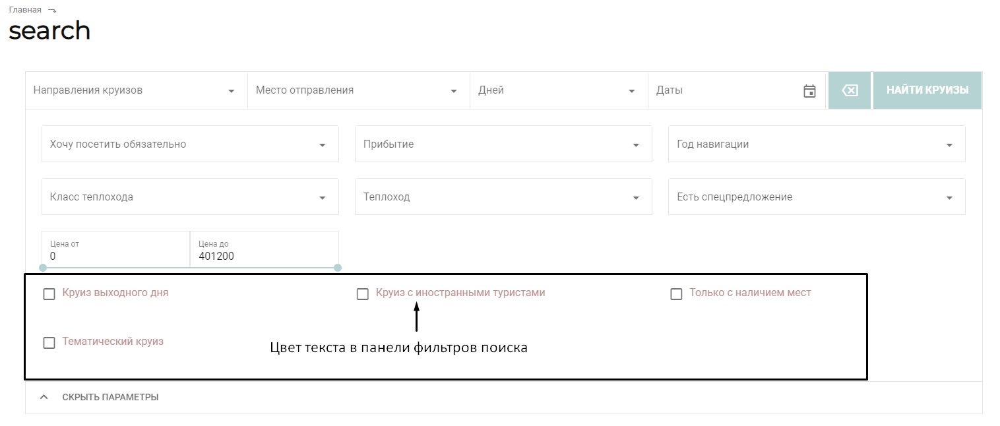 Главная
search
Направления круизов
Место отправления
Дней
Даты
НАЙТИ КРУИЗЫ
Хочу посетить обязательно
Прибытие
Год навигации
Класс теплохода
Теплоход
Есть спецпредложение
Цена от
0
Цена до
401200
Круиз выходного дня
Круиз с иностранными туристами
Только с наличием мест
Тематический круиз
Цвет текста в панели фильтров поиска
СКРЫТЬ ПАРАМЕТРЫ